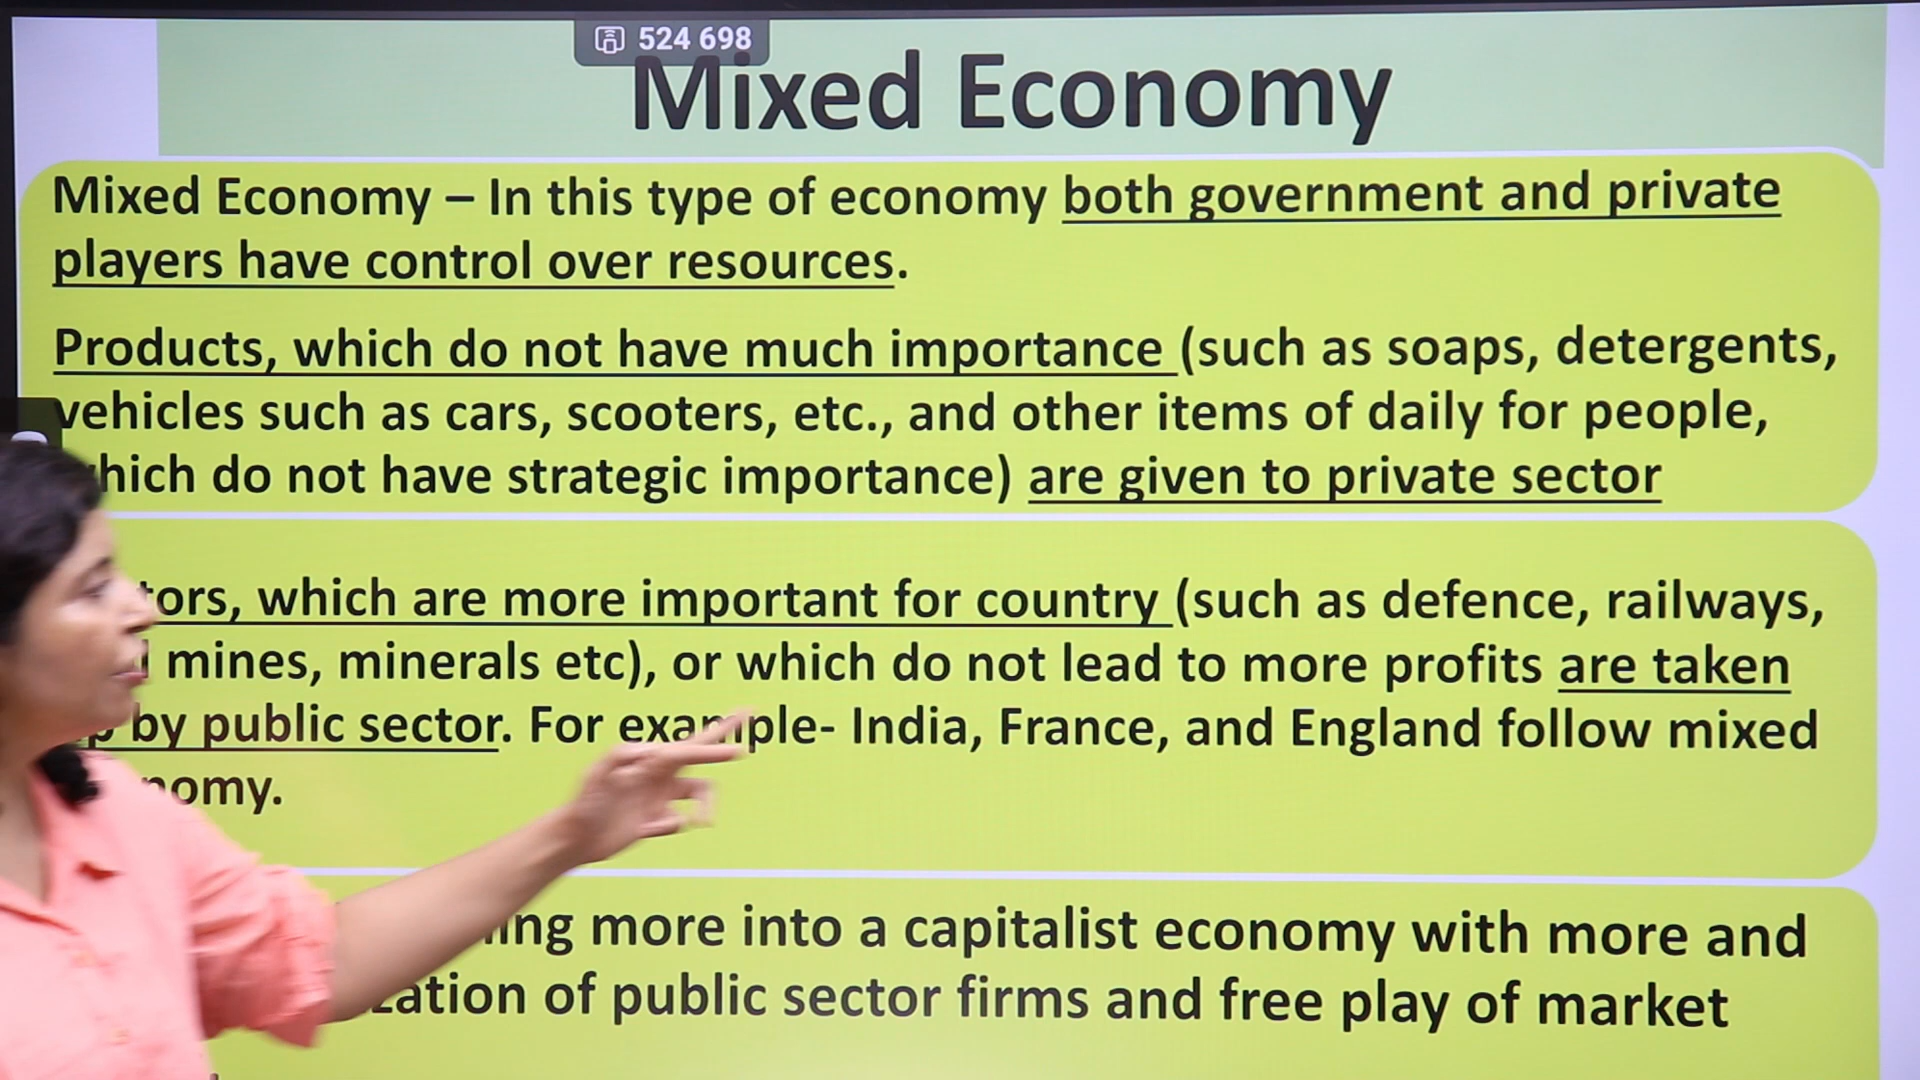 524 698
Mixed Economy
Mixed Economy – In this type of economy both government and private
players have control over resources.
Products, which do not have much importance (such as soaps, detergents,
vehicles such as cars, scooters, etc., and other items of daily for people,
which do not have strategic importance) are given to private sector
tors, which are more important for country (such as defence, railways,
mines, minerals etc), or which do not lead to more profits are taken
by public sector. For example- India, France, and England follow mixed
nomy.
ing more into a capitalist economy with more and
zation of public sector firms and free play of market